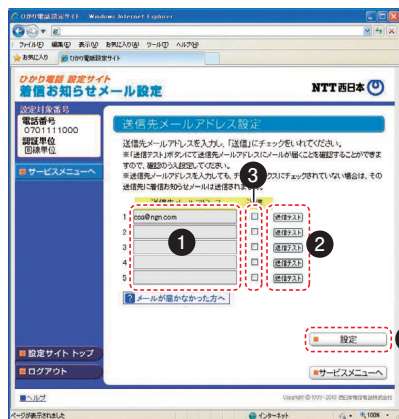 ひかり電話設定サイト - Windows Internet Explorer
ファイル(F) 編集(E) 表示(V) お気に入り(A) ツール(T) ヘルプ(H)
お気に入り ひかり電話設定サイト
ひかり電話 設定サイト
着信お知らせメール設定
NTT西日本
設定対象番号
電話番号
0701111000
認証単位
回線単位
サービスメニューへ
送信先メールアドレス設定
送信先メールアドレスを入力し、「送信」にチェックをいれてください。
※「送信テスト」ボタンにて送信先メールアドレスにメールが届くことを確認することができますので、確認のうえ設定してください。
※送信先メールアドレスを入力しても、チ クスにチェックされていない場合は、その
送信先に着信お知らせメールは送信されま
3
1 css@ngn.com 送信テスト
2 送信テスト
3 送信テスト
4 送信テスト
5 送信テスト
1
2
? メールが届かなかった方へ
設定
設定サイト トップ
ログアウト
サービスメニューへ
ヘルプ
ページが表示されました
インターネット
100%